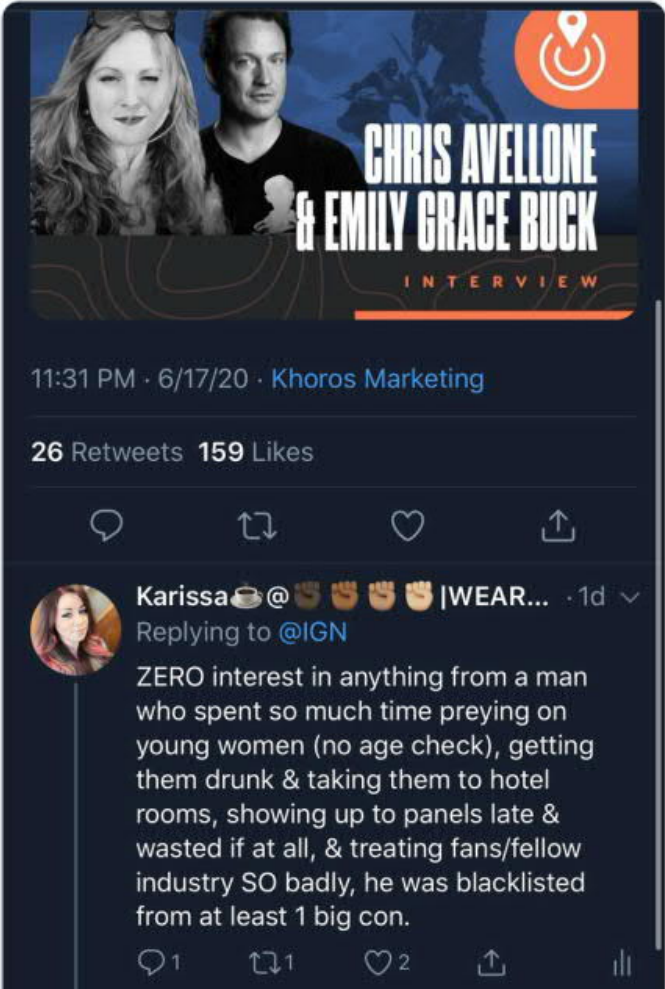 CHRIS AVELLONE
& EMILY GRACE BUCK
INTERVIEW
11:31 PM · 6/17/20 · Khoros Marketing
26 Retweets 159 Likes
Karissa☕@✊🏿✊🏾✊🏽✊🏼|WEAR... · 1d
Replying to @IGN
ZERO interest in anything from a man
who spent so much time preying on
young women (no age check), getting
them drunk & taking them to hotel
rooms, showing up to panels late &
wasted if at all, & treating fans/fellow
industry SO badly, he was blacklisted
from at least 1 big con.
1 1 2